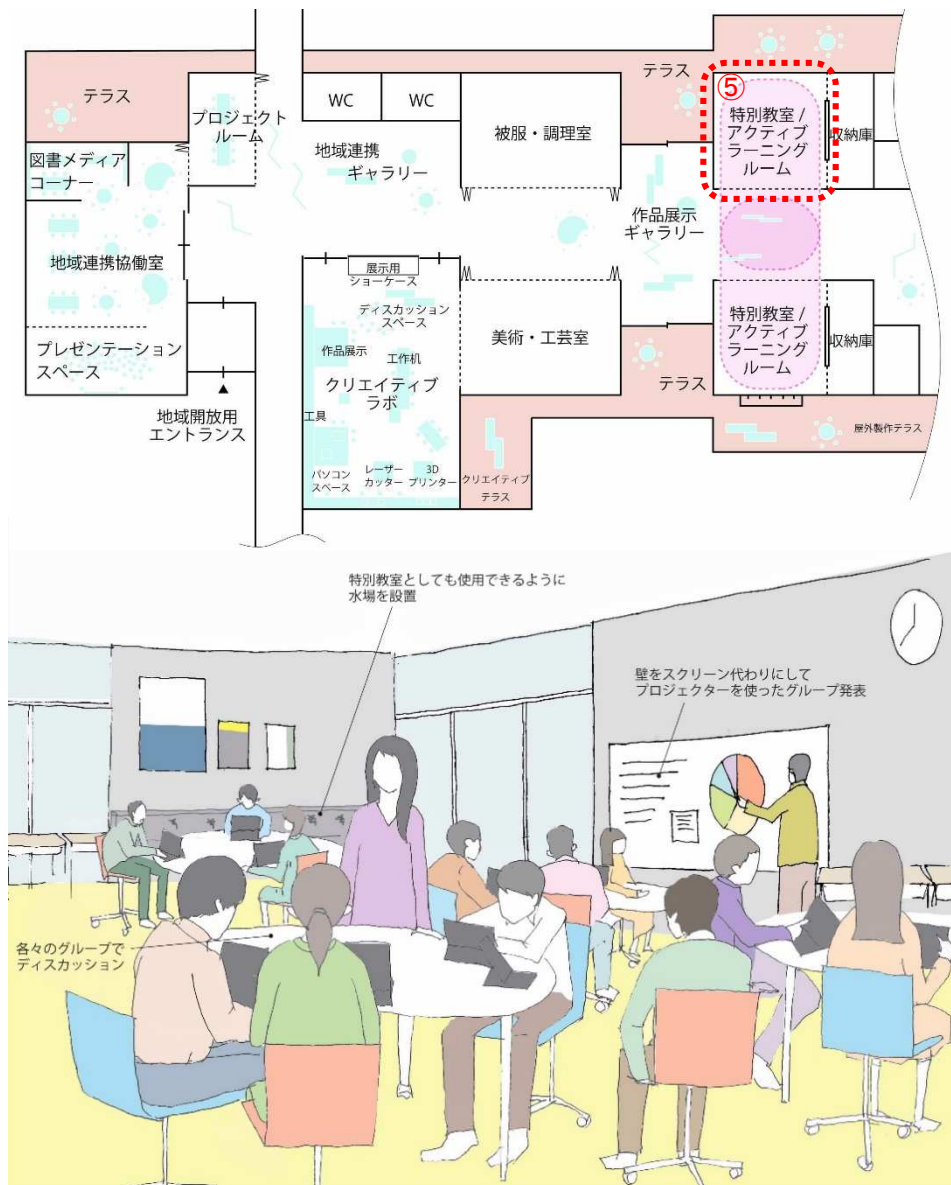 テラス
プロジェクト
ルーム
WC
WC
被服・調理室
テラス
⑤
特別教室 /
アクティブ
ラーニング
ルーム
収納庫
図書メディア
コーナー
地域連携
ギャラリー
作品展示
ギャラリー
地域連携協働室
展示用
ショーケース
ディスカッション
スペース
プレゼンテーション
スペース
作品展示
工作机
クリエイティブ
ラボ
美術・工芸室
特別教室 /
アクティブ
ラーニング
ルーム
収納庫
テラス
▲
地域開放用
エントランス
工具
パソコン
スペース
レーザー
カッター
3D
プリンター
クリエイティブ
テラス
屋外製作テラス
特別教室としても使用できるように
水場を設置
壁をスクリーン代わりにして
プロジェクターを使ったグループ発表
各々のグループで
ディスカッション